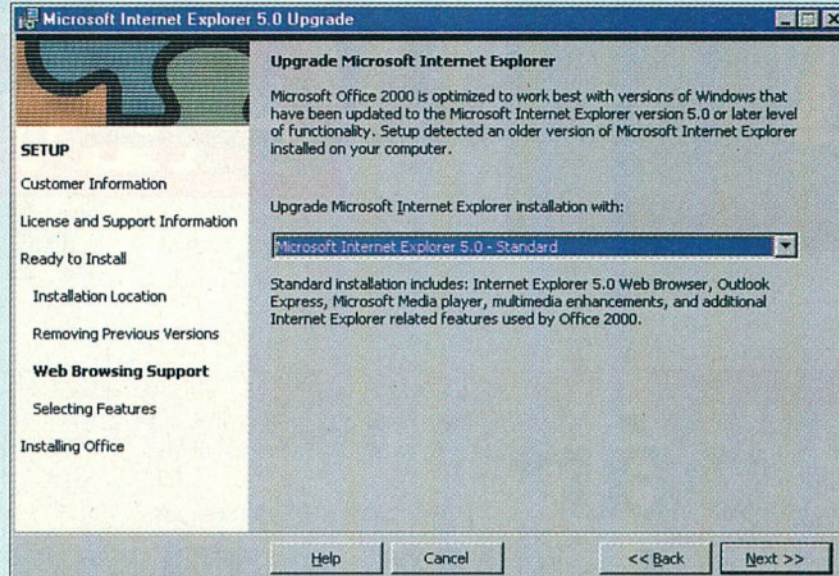 Microsoft Internet Explorer 5.0 Upgrade
SETUP
Customer Information
License and Support Information
Ready to Install
Installation Location
Removing Previous Versions
Web Browsing Support
Selecting Features
Installing Office
Upgrade Microsoft Internet Explorer
Microsoft Office 2000 is optimized to work best with versions of Windows that
have been updated to the Microsoft Internet Explorer version 5.0 or later level
of functionality. Setup detected an older version of Microsoft Internet Explorer
installed on your computer.
Upgrade Microsoft Internet Explorer installation with:
Microsoft Internet Explorer 5.0 - Standard
Standard installation includes: Internet Explorer 5.0 Web Browser, Outlook
Express, Microsoft Media player, multimedia enhancements, and additional
Internet Explorer related features used by Office 2000.
Help
Cancel
<< Back
Next >>